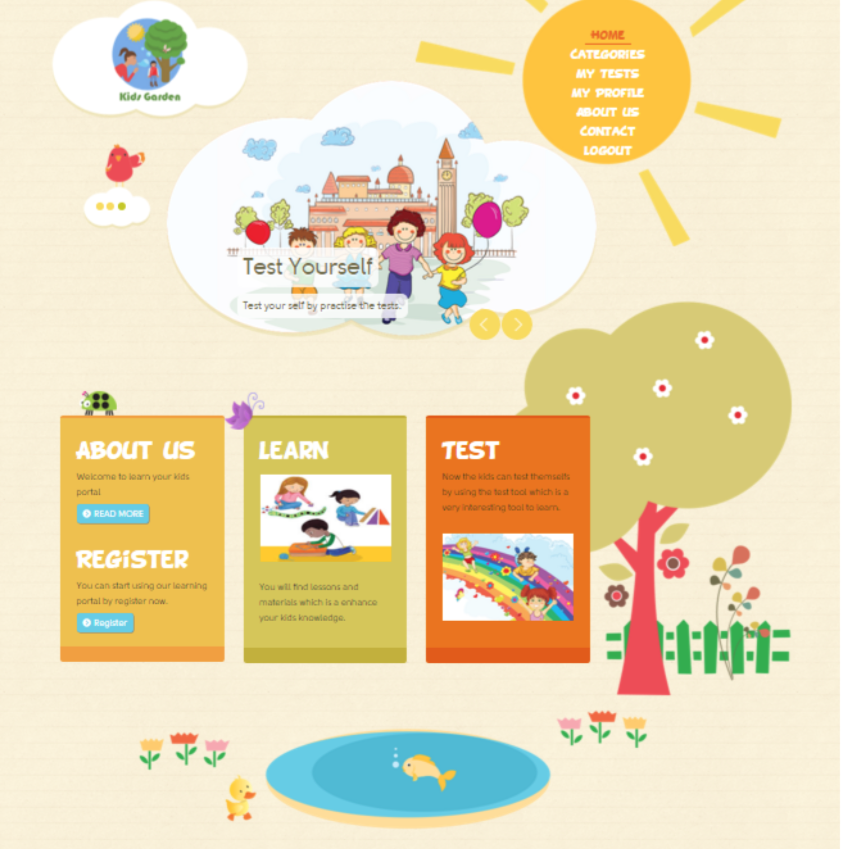 Kids Garden
HOME
CATEGORIES
MY TESTS
MY PROFILE
ABOUT US
CONTACT
LOGOUT
Test Yourself
Test your self by practise the tests.
ABOUT US
Welcome to learn your kids
portal
READ MORE
REGISTER
You can start using our learning
portal by register now.
Register
LEARN
You will find lessons and
materials which is a enhance
your kids knowledge.
TEST
Now the kids can test themselfs
by using the test tool which is a
very interesting tool to learn.